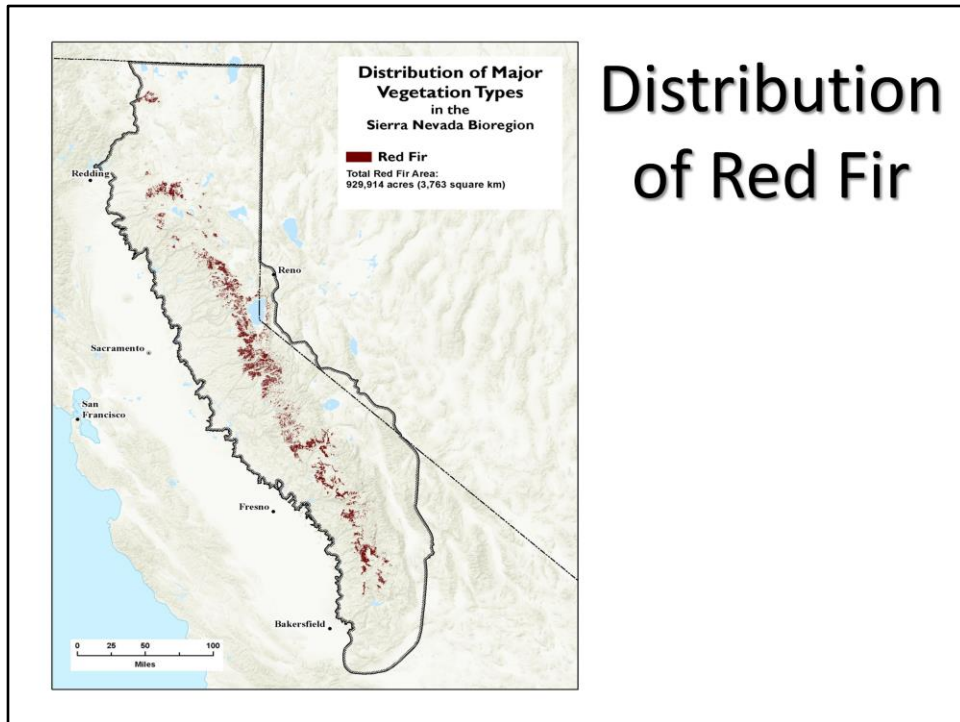 Distribution of Major
Vegetation Types
in the
Sierra Nevada Bioregion
Red Fir
Total Red Fir Area:
929,914 acres (3,763 square km)
Distribution
of Red Fir
Redding
Reno
Sacramento
San
Francisco
Fresno
Bakersfield
0 25 50 100
Miles